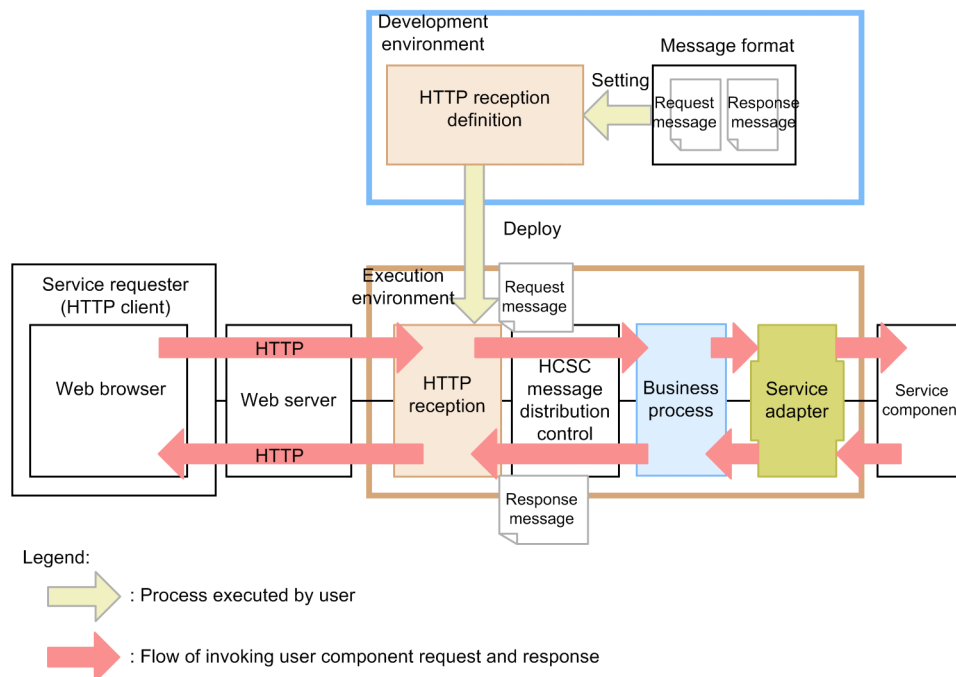 Development
environment
Message format
HTTP reception
definition
Setting
Request
message
Response
message
Deploy
Service requester
(HTTP client)
Execution
environment
Request
message
HTTP
Web browser
Web server
HTTP
reception
HCSC
message
distribution
control
Business
process
Service
adapter
Service
component
HTTP
Response
message
Legend:
: Process executed by user
: Flow of invoking user component request and response